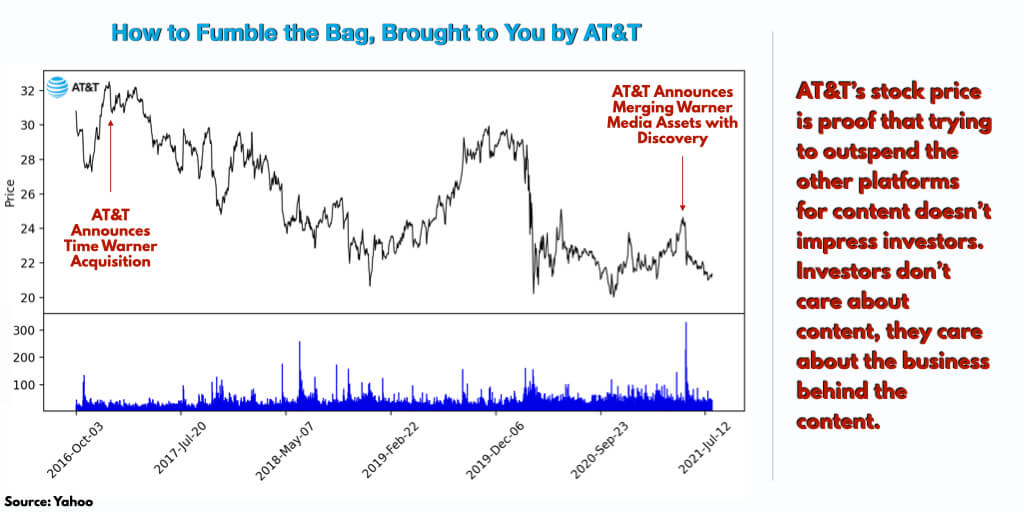 How to Fumble the Bag, Brought to You by AT&T
AT&T
AT&T Announces
Merging Warner
Media Assets with
Discovery
AT&T
Announces
Time Warner
Acquisition
Price
32
30
28
26
24
22
20
300
200
100
2016-Oct-03
2017-Jul-20
2018-May-07
2019-Feb-22
2019-Dec-06
2020-Sep-23
2021-Jul-12
AT&T's stock price
is proof that trying
to outspend the
other platforms
for content doesn't
impress investors.
Investors don't
care about
content, they care
about the business
behind the
content.
Source: Yahoo